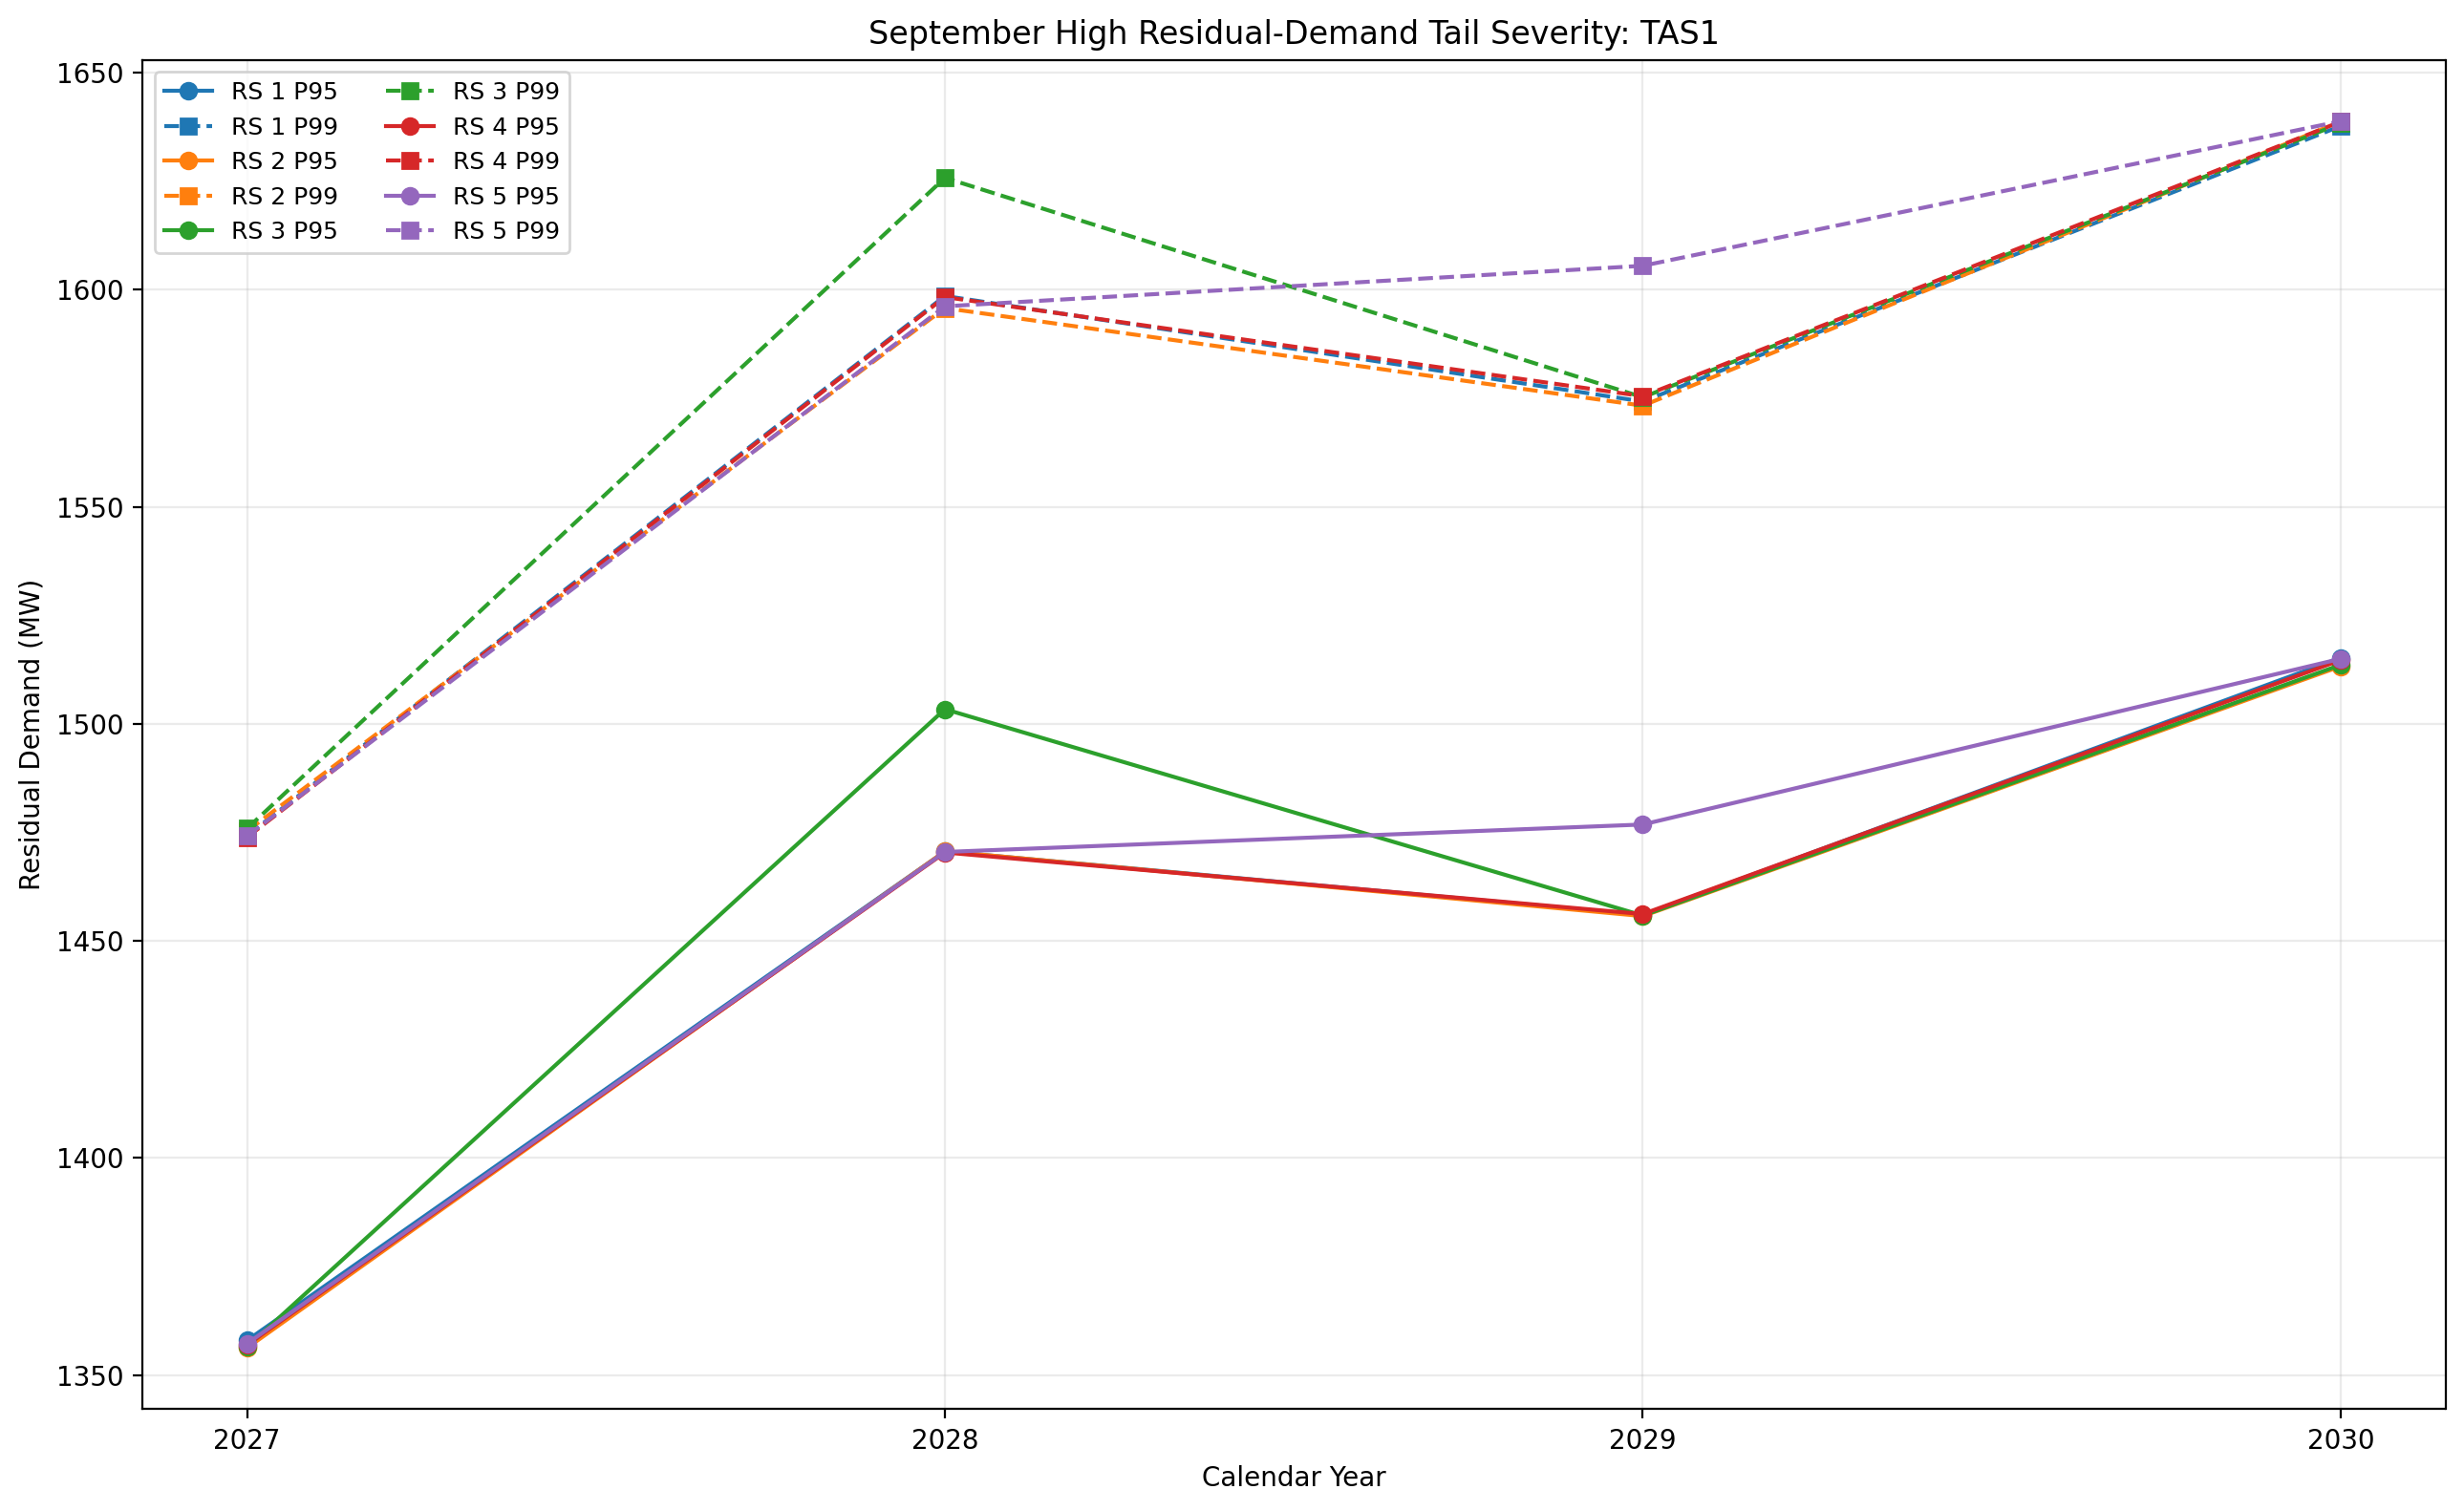 September High Residual-Demand Tail Severity: TAS1
RS 1 P95
RS 1 P99
RS 2 P95
RS 2 P99
RS 3 P95
RS 3 P99
RS 4 P95
RS 4 P99
RS 5 P95
RS 5 P99
Residual Demand (MW)
1650
1600
1550
1500
1450
1400
1350
2027 2028 2029 2030
Calendar Year